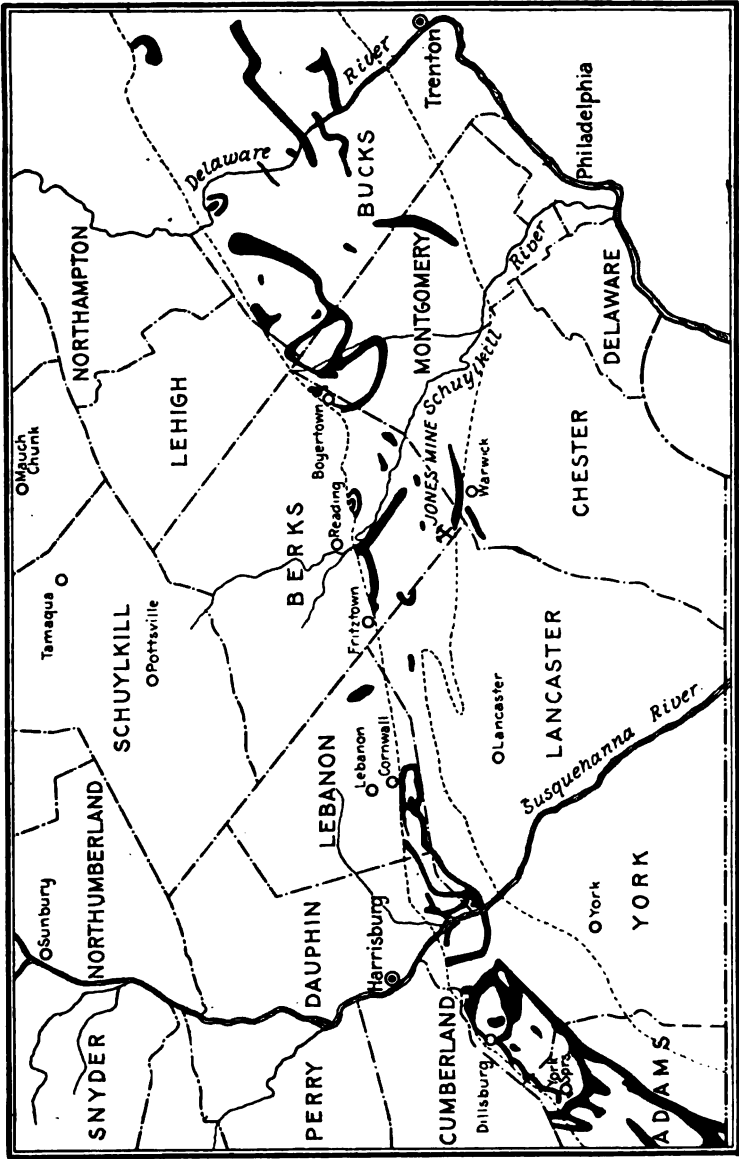 Trenton
River
Delaware
BUCKS
Philadelphia
NORTHAMPTON
MONTGOMERY
River
DELAWARE
LEHIGH
Mauch
Chunk
Boyertown
Schuylkill
JONES' MINE
Warwick
CHESTER
Reading
BERKS
Tamaqua
Pottsville
SCHUYLKILL
Fritztown
Lancaster
LANCASTER
LEBANON
Lebanon
Cornwall
Susquehanna River
NORTHUMBERLAND
Sunbury
DAUPHIN
Harrisburg
York
YORK
SNYDER
PERRY
CUMBERLAND
Dillsburg
York
Sprs
ADAMS